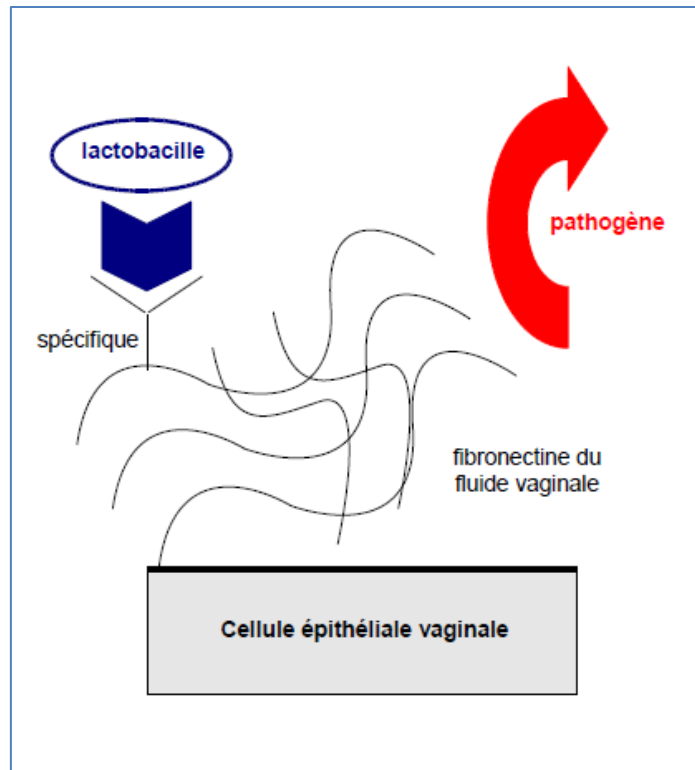 lactobacille
pathogène
spécifique
fibronectine du
fluide vaginale
Cellule épithéliale vaginale